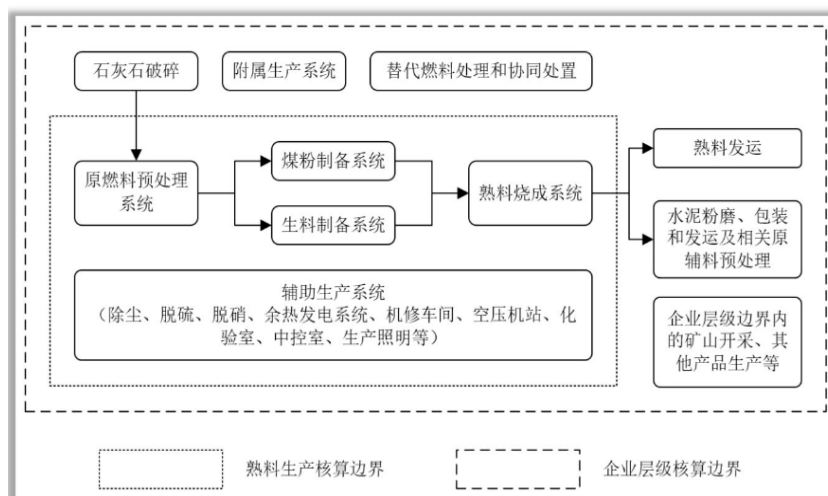 石灰石破碎
附属生产系统
替代燃料处理和协同处置
原燃料预处理
系统
煤粉制备系统
生料制备系统
熟料烧成系统
熟料发运
水泥粉磨、包装
和发运及相关原
辅料预处理
辅助生产系统
（除尘、脱硫、脱硝、余热发电系统、机修车间、空压机站、化
验室、中控室、生产照明等）
企业层级边界内
的矿山开采、其
他产品生产等
熟料生产核算边界
企业层级核算边界